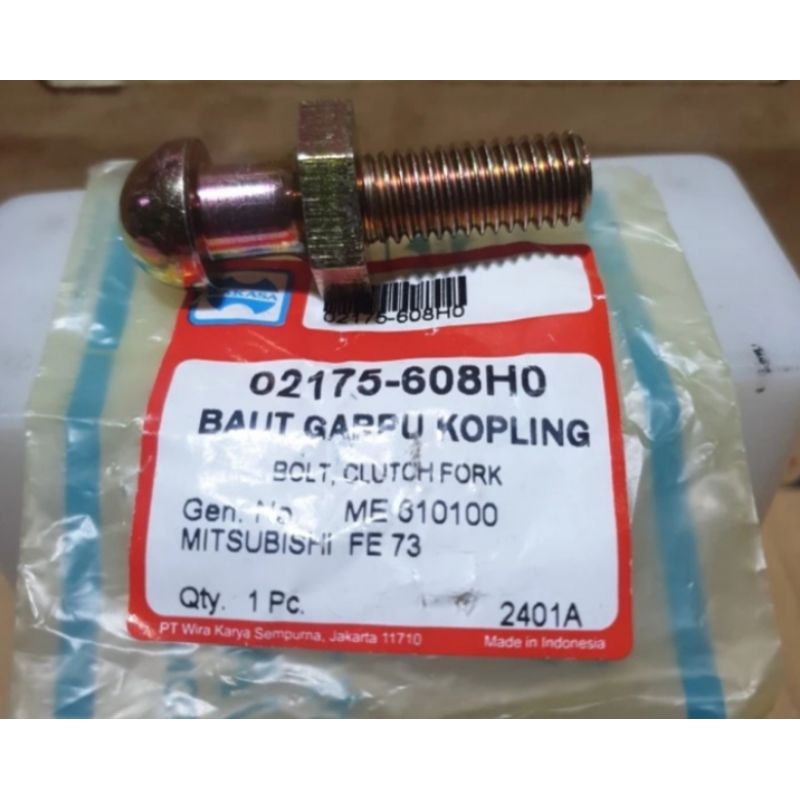 02175-608H0
02175-608H0
BAUT GARPU KOPLING
BOLT, CLUTCH FORK
Gen. No. ME 610100
MITSUBISHI FE 73
Qty. 1 Pc. 2401A
PT Wira Karya Sempurna, Jakarta 11710 Made in Indonesia